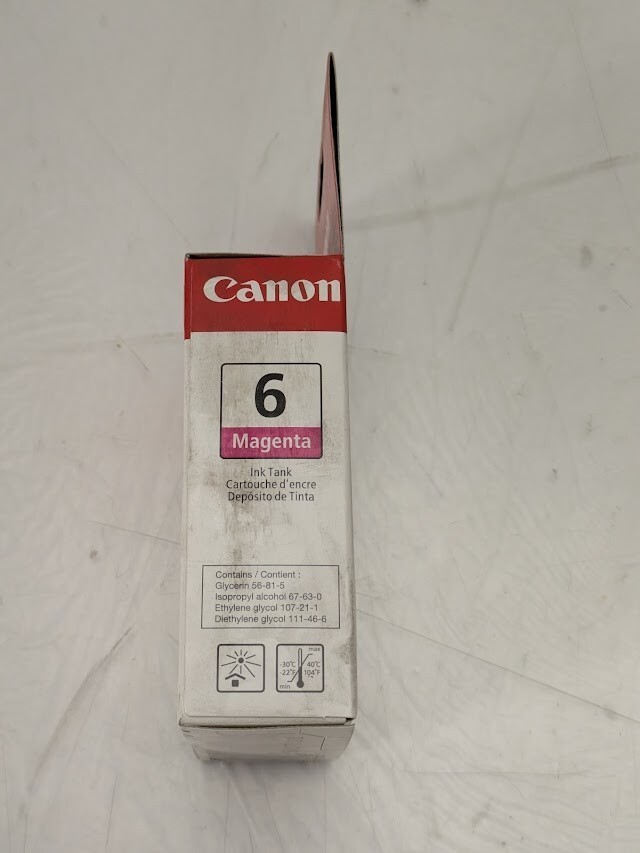 Canon
6
Magenta
Ink Tank
Cartouche d'encre
Depósito de Tinta
Contains / Contient :
Glycerin 56-81-5
Isopropyl alcohol 67-63-0
Ethylene glycol 107-21-1
Diethylene glycol 111-46-6
max
-30°C 40°C
-22°F 104°F
min